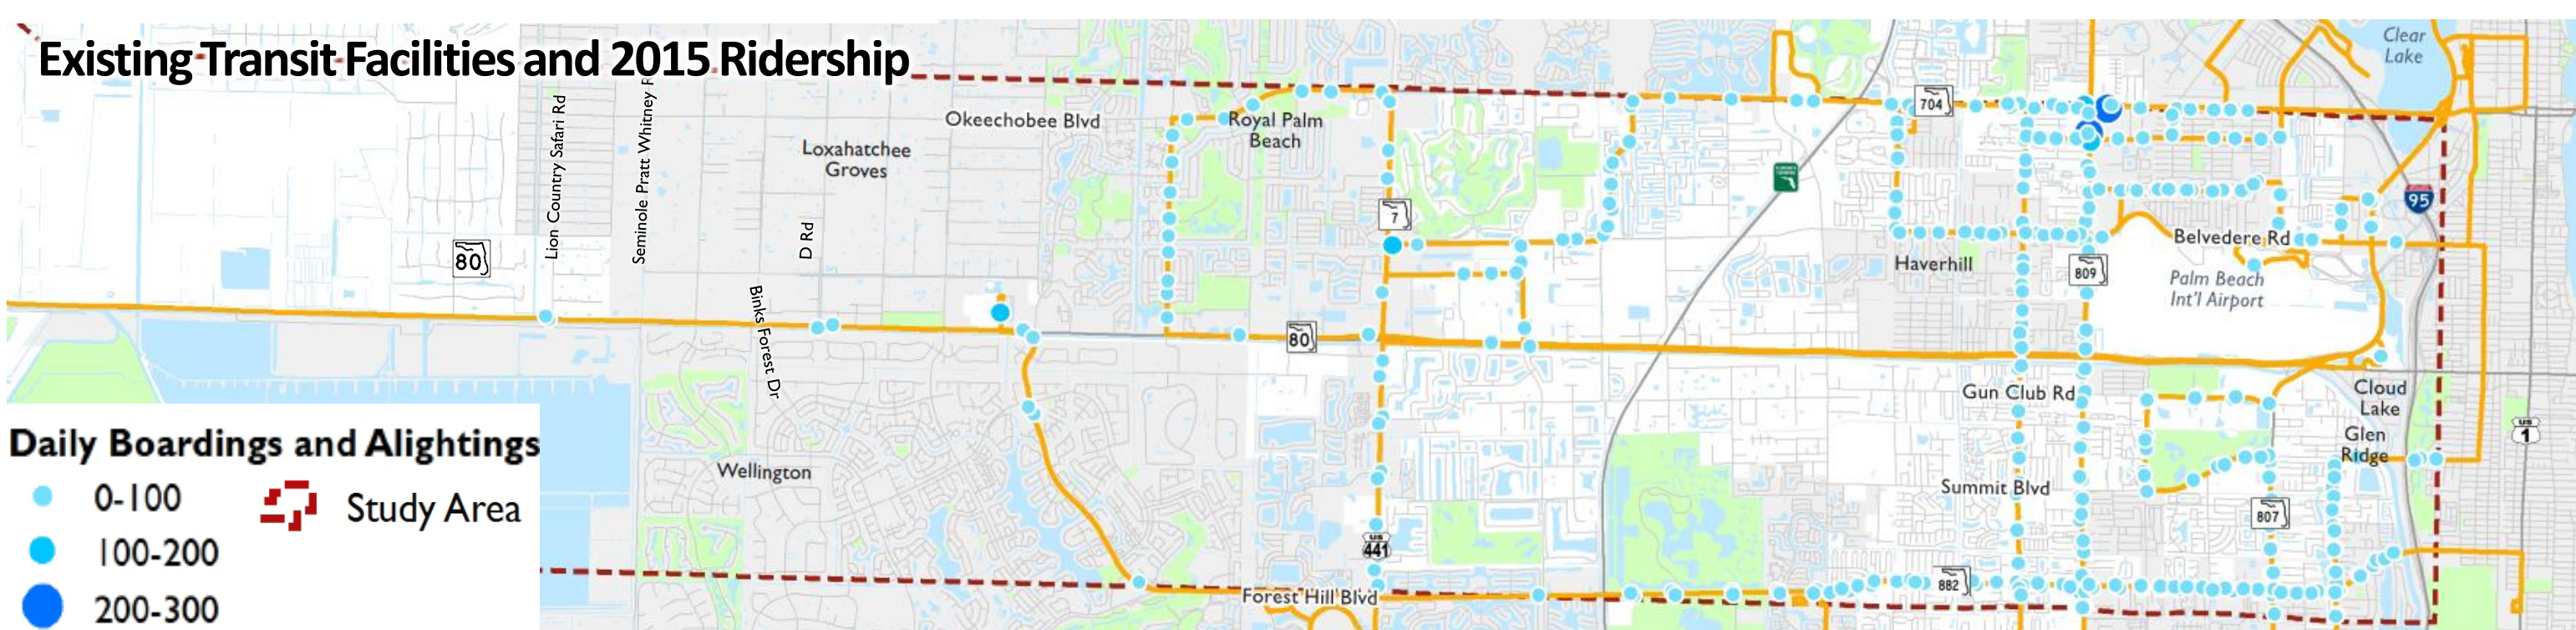 Existing Transit Facilities and 2015 Ridership
Clear
Lake
Okeechobee Blvd
Royal Palm
Beach
704
Lion Country Safari Rd
Seminole Pratt Whitney R
Loxahatchee
Groves
D Rd
80
7
95
Belvedere Rd
Haverhill
809
Palm Beach
Int'l Airport
Binks Forest Dr
80
Gun Club Rd
Cloud
Lake
Glen
Ridge
US
1
Wellington
Summit Blvd
807
US
441
882
Forest Hill Blvd
Daily Boardings and Alightings
0-100
100-200
200-300
Study Area